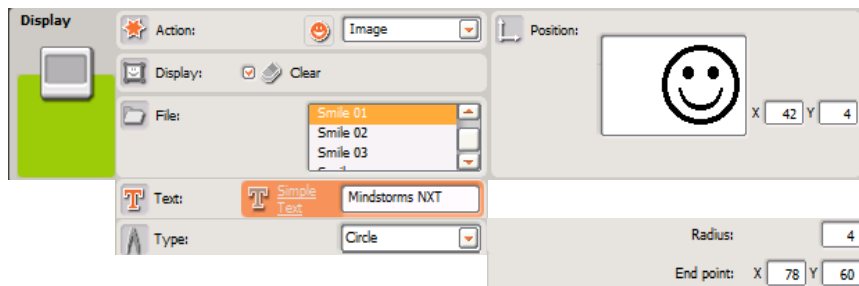 Display
Action: Image
Position:
Display: Clear
File: Smile 01
Smile 02
Smile 03
X 42 Y 4
Text: Simple Text Mindstorms NXT
Type: Circle
Radius: 4
End point: X 78 Y 60